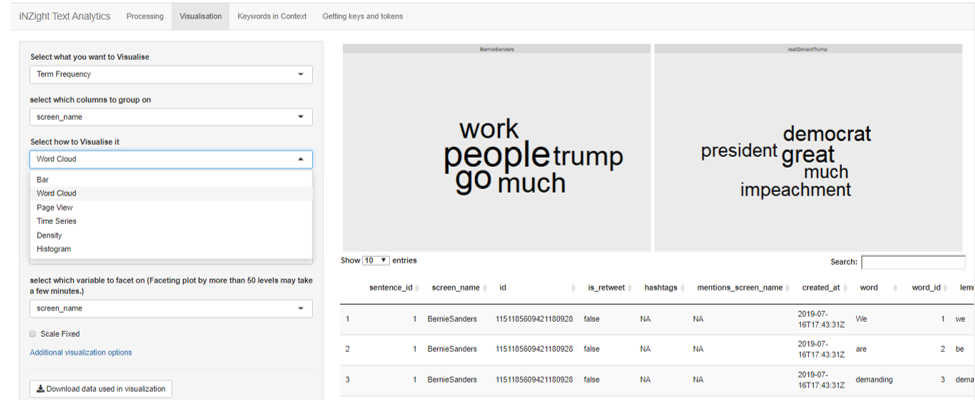 iNZight Text Analytics Processing Visualisation Keywords in Context Getting keys and tokens
Select what you want to Visualise
Term Frequency
select which columns to group on
screen_name
Select how to Visualise it
Word Cloud
Bar
Word Cloud
Page View
Time Series
Density
Histogram
select which variable to facet on (Faceting plot by more than 50 levels may take
a few minutes.)
screen_name
Scale Fixed
Additional visualization options
Download data used in visualization
BernieSanders
work
people trump
go much
realDonaldTrump
democrat
president great
much
impeachment
Show 10 entries
Search:
sentence_id screen_name id is_retweet hashtags mentions_screen_name created_at word word_id lem
1 1 BernieSanders 1151185609421180928 false NA NA 2019-07-
16T17:43:31Z We 1 we
2 1 BernieSanders 1151185609421180928 false NA NA 2019-07-
16T17:43:31Z are 2 be
3 1 BernieSanders 1151185609421180928 false NA NA 2019-07-
16T17:43:31Z demanding 3 dema